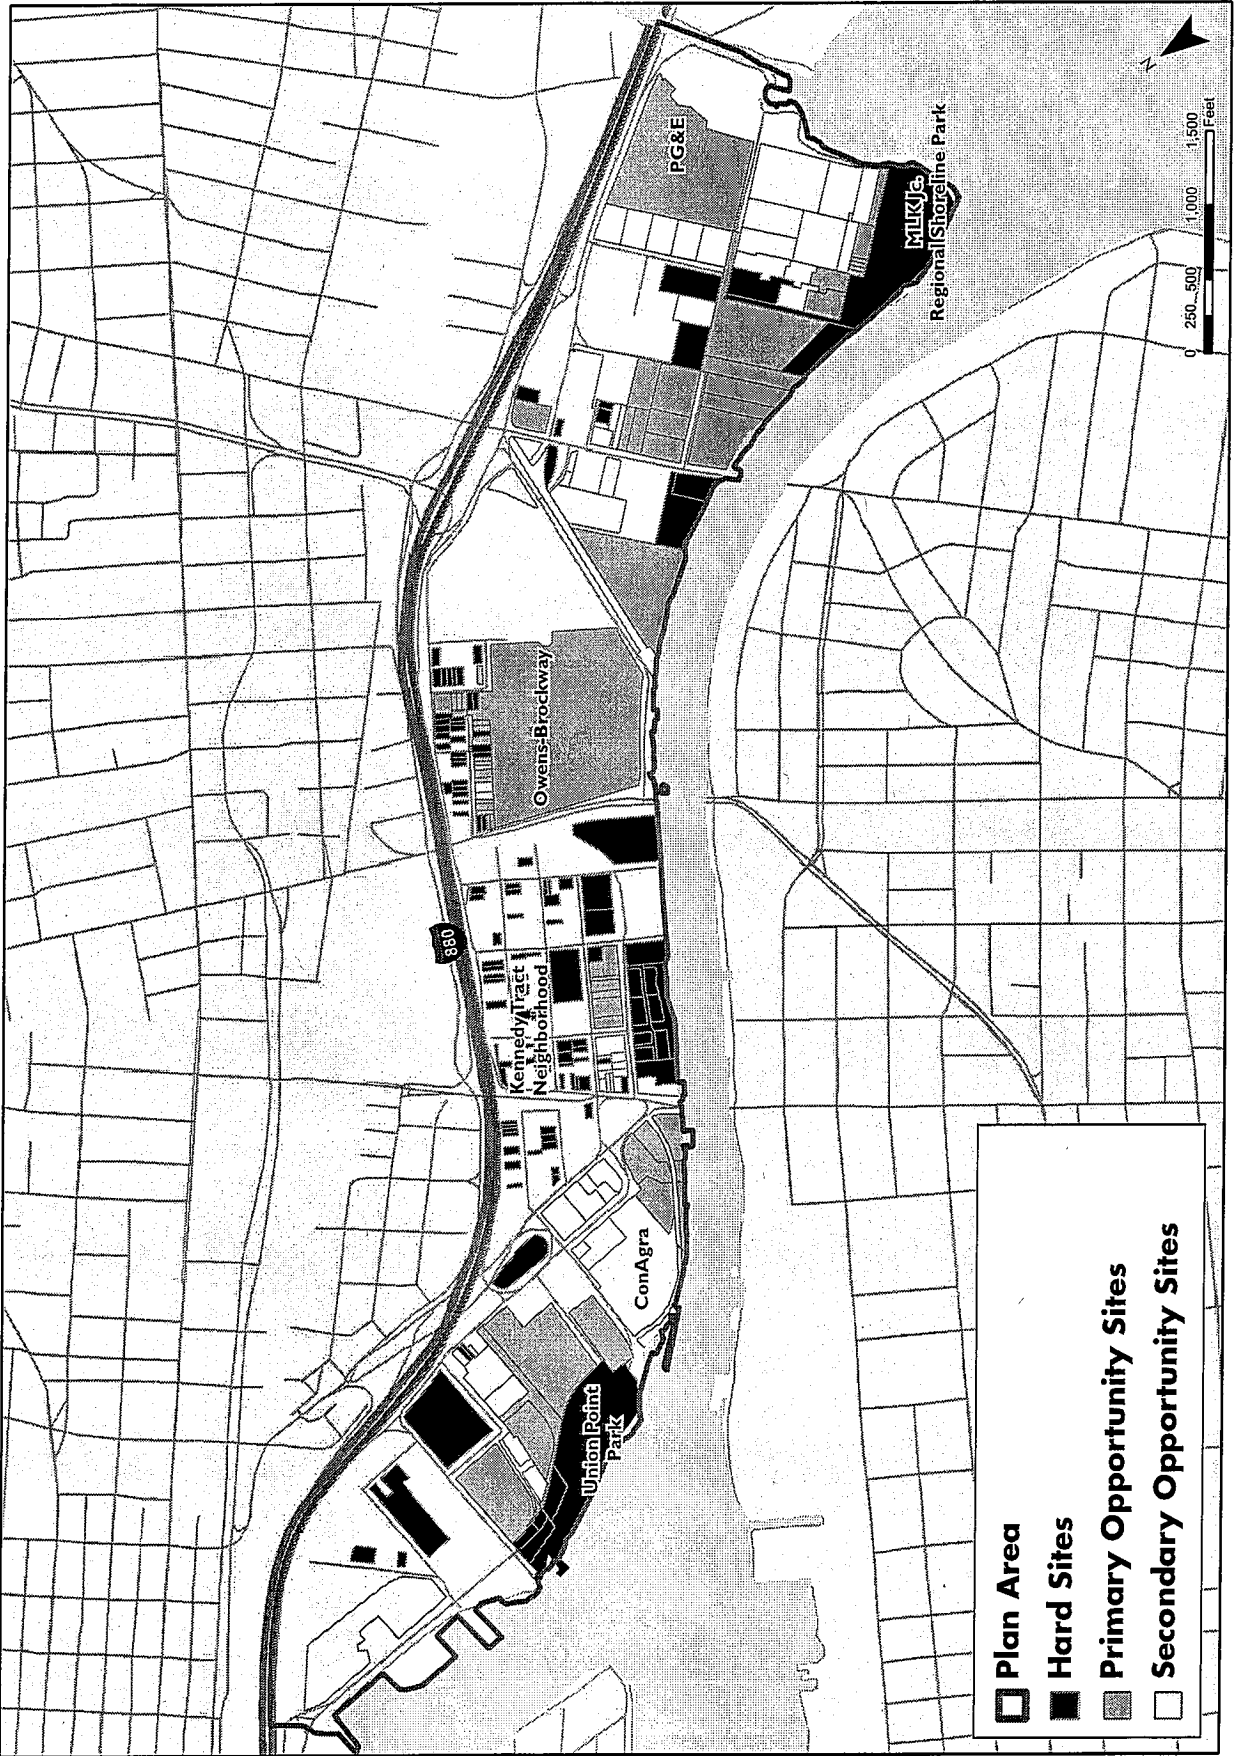 N
PG&E
MLK Jr.
Regional Shoreline Park
0 250 500 1,000 1,500
Feet
Owens-Brockway
880
Kennedy Tract
Neighborhood
ConAgra
Union Point
Park
Plan Area
Hard Sites
Primary Opportunity Sites
Secondary Opportunity Sites